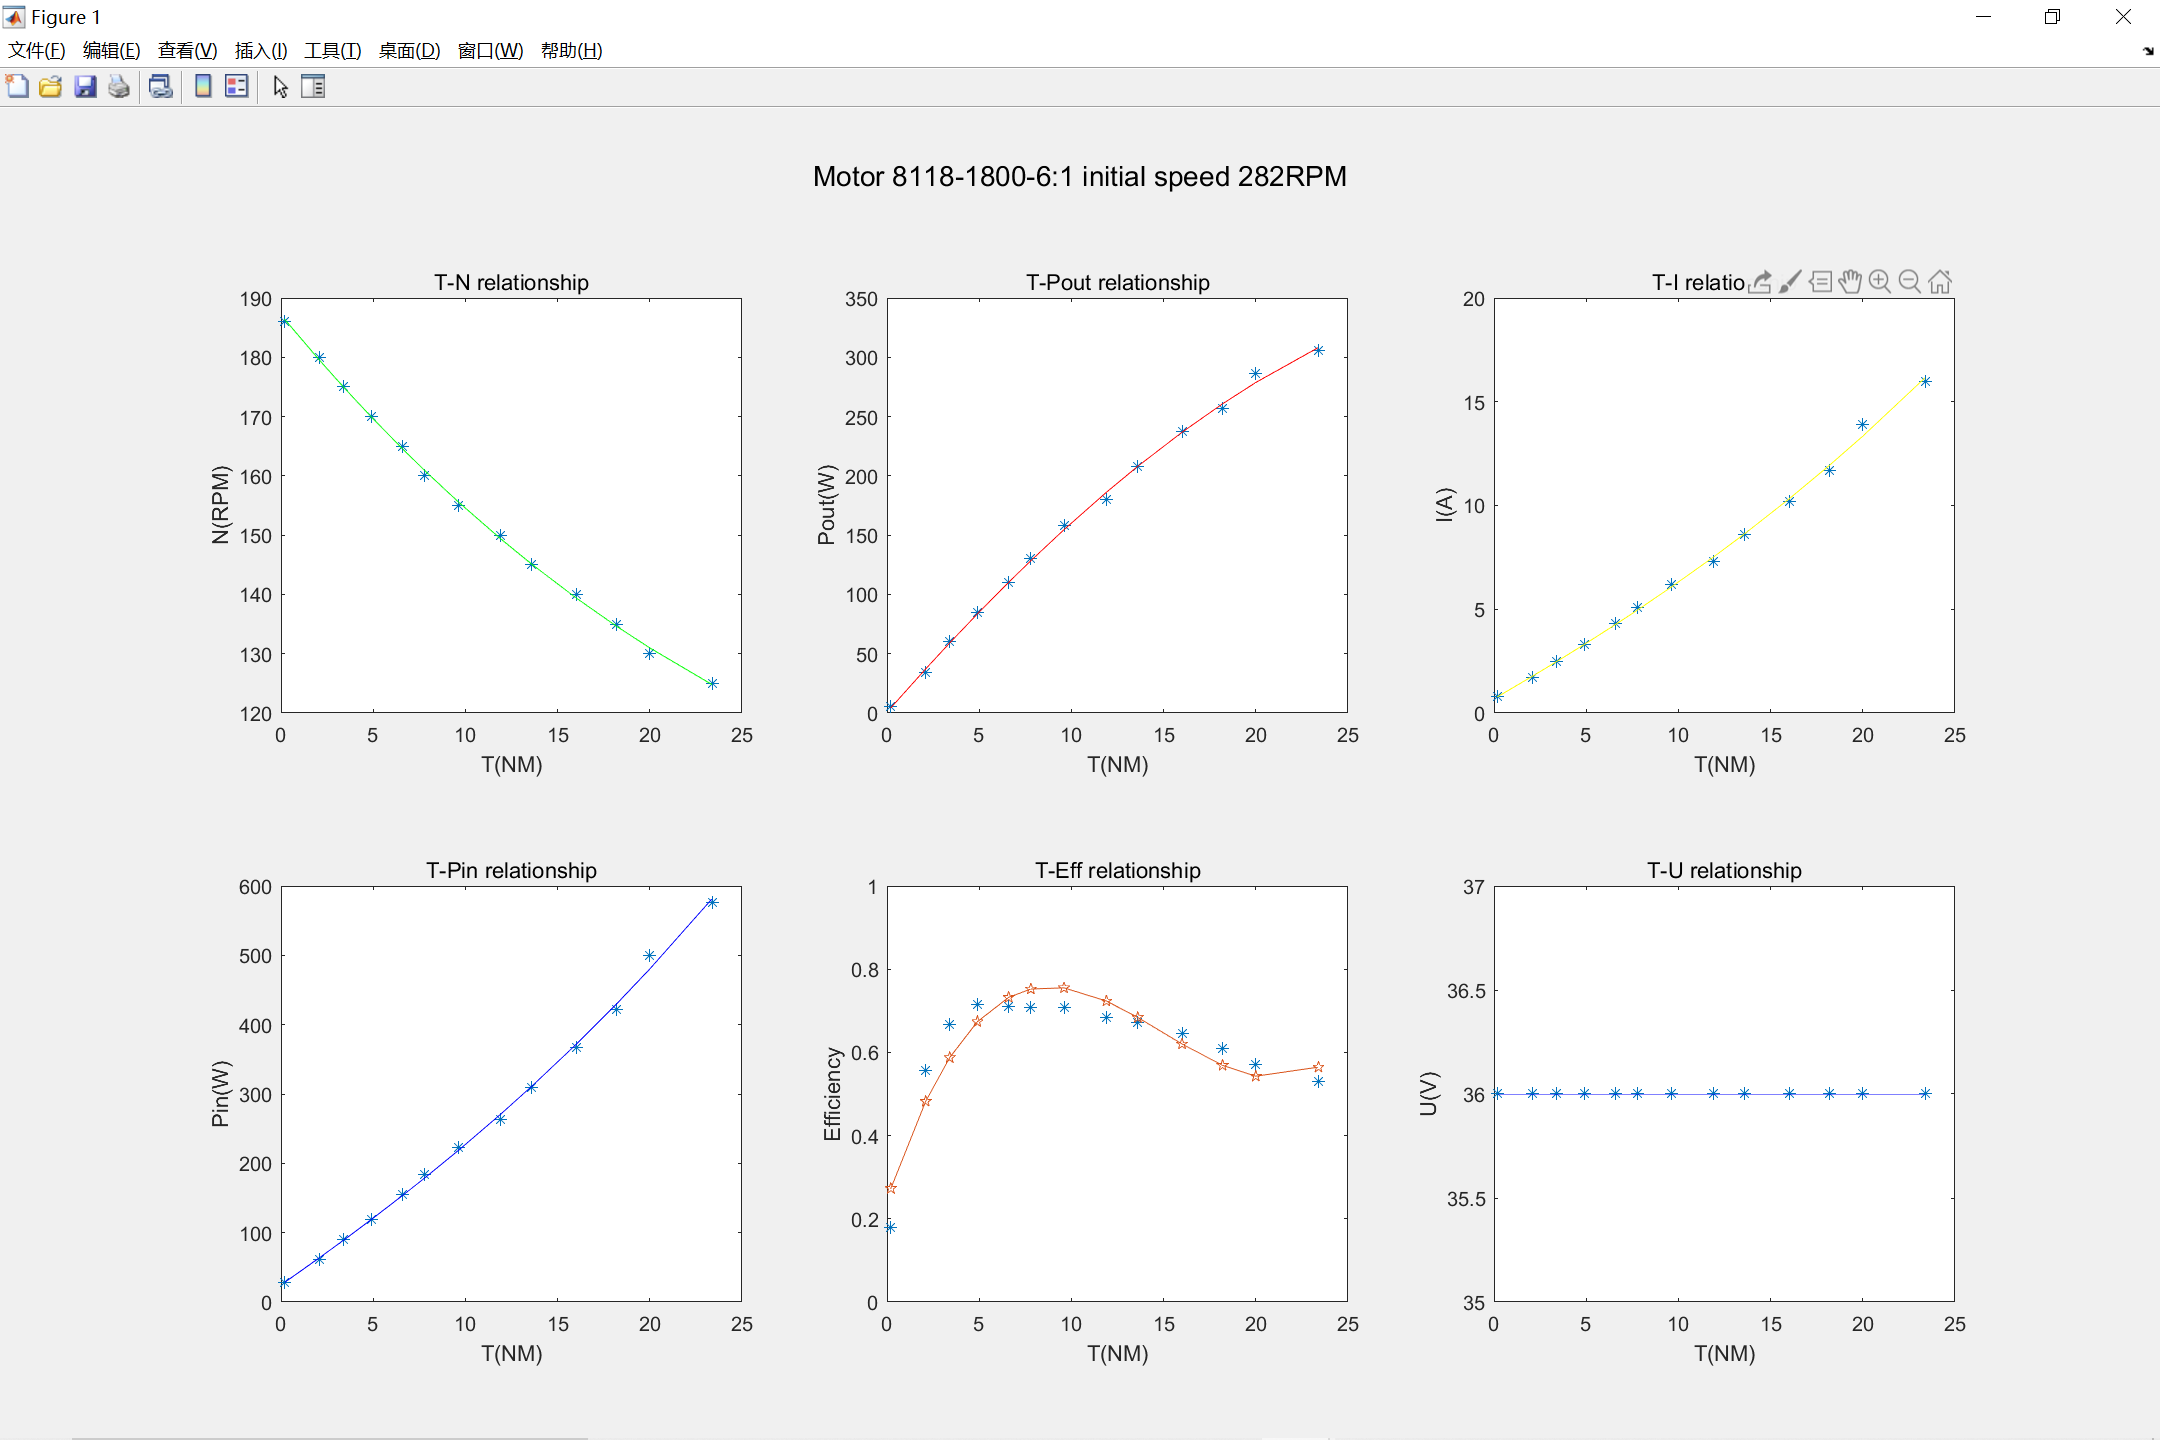 Figure 1
文件(F) 编辑(E) 查看(V) 插入(I) 工具(T) 桌面(D) 窗口(W) 帮助(H)
Motor 8118-1800-6:1 initial speed 282RPM
T-N relationship
190
180
170
160
150
140
130
120
N(RPM)
0 5 10 15 20 25
T(NM)
T-Pout relationship
350
300
250
200
150
100
50
0
Pout(W)
0 5 10 15 20 25
T(NM)
T-I relatio
20
15
10
5
0
I(A)
0 5 10 15 20 25
T(NM)
T-Pin relationship
600
500
400
300
200
100
0
Pin(W)
0 5 10 15 20 25
T(NM)
T-Eff relationship
1
0.8
0.6
0.4
0.2
0
Efficiency
0 5 10 15 20 25
T(NM)
T-U relationship
37
36.5
36
35.5
35
U(V)
0 5 10 15 20 25
T(NM)